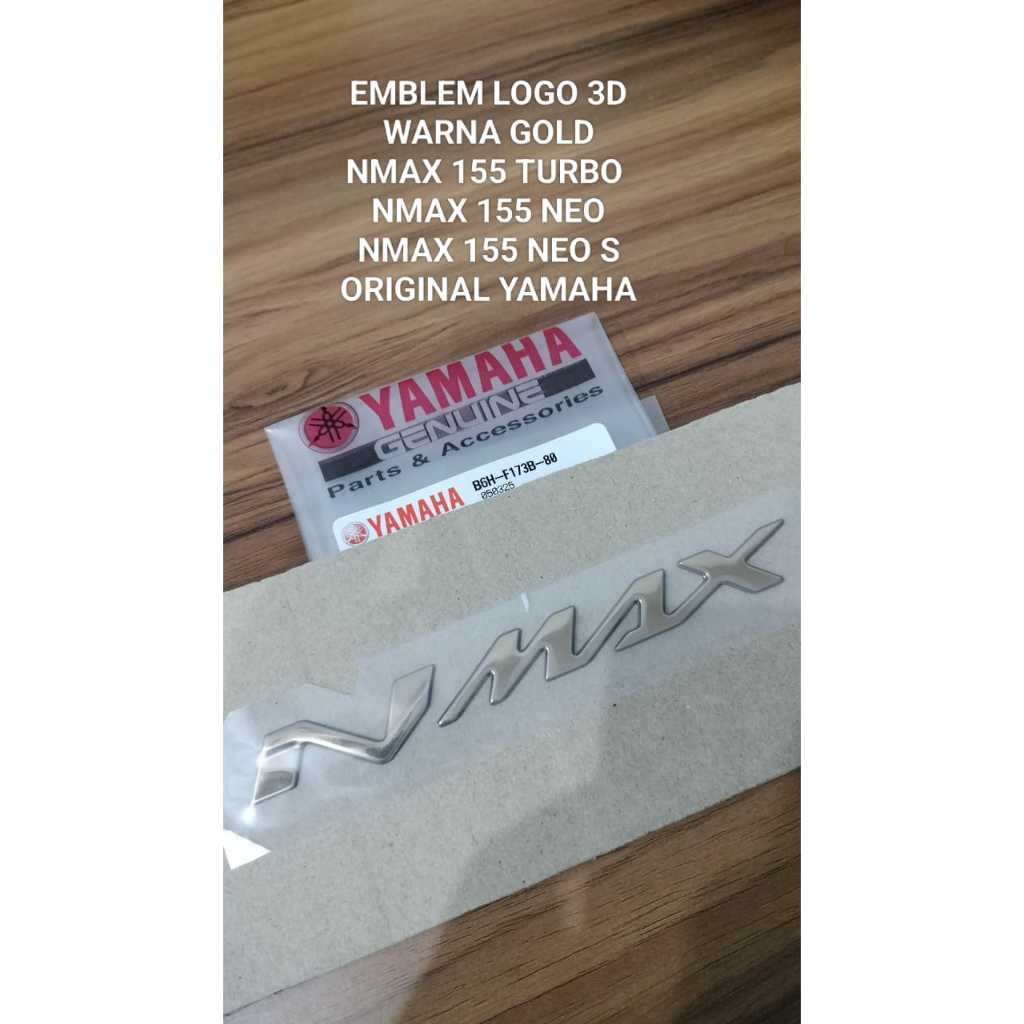 EMBLEM LOGO 3D
WARNA GOLD
NMAX 155 TURBO
NMAX 155 NEO
NMAX 155 NEO S
ORIGINAL YAMAHA
YAMAHA
GENUINE
Parts & Accessories
YAMAHA B6H-F173B-80
050325
NMAX